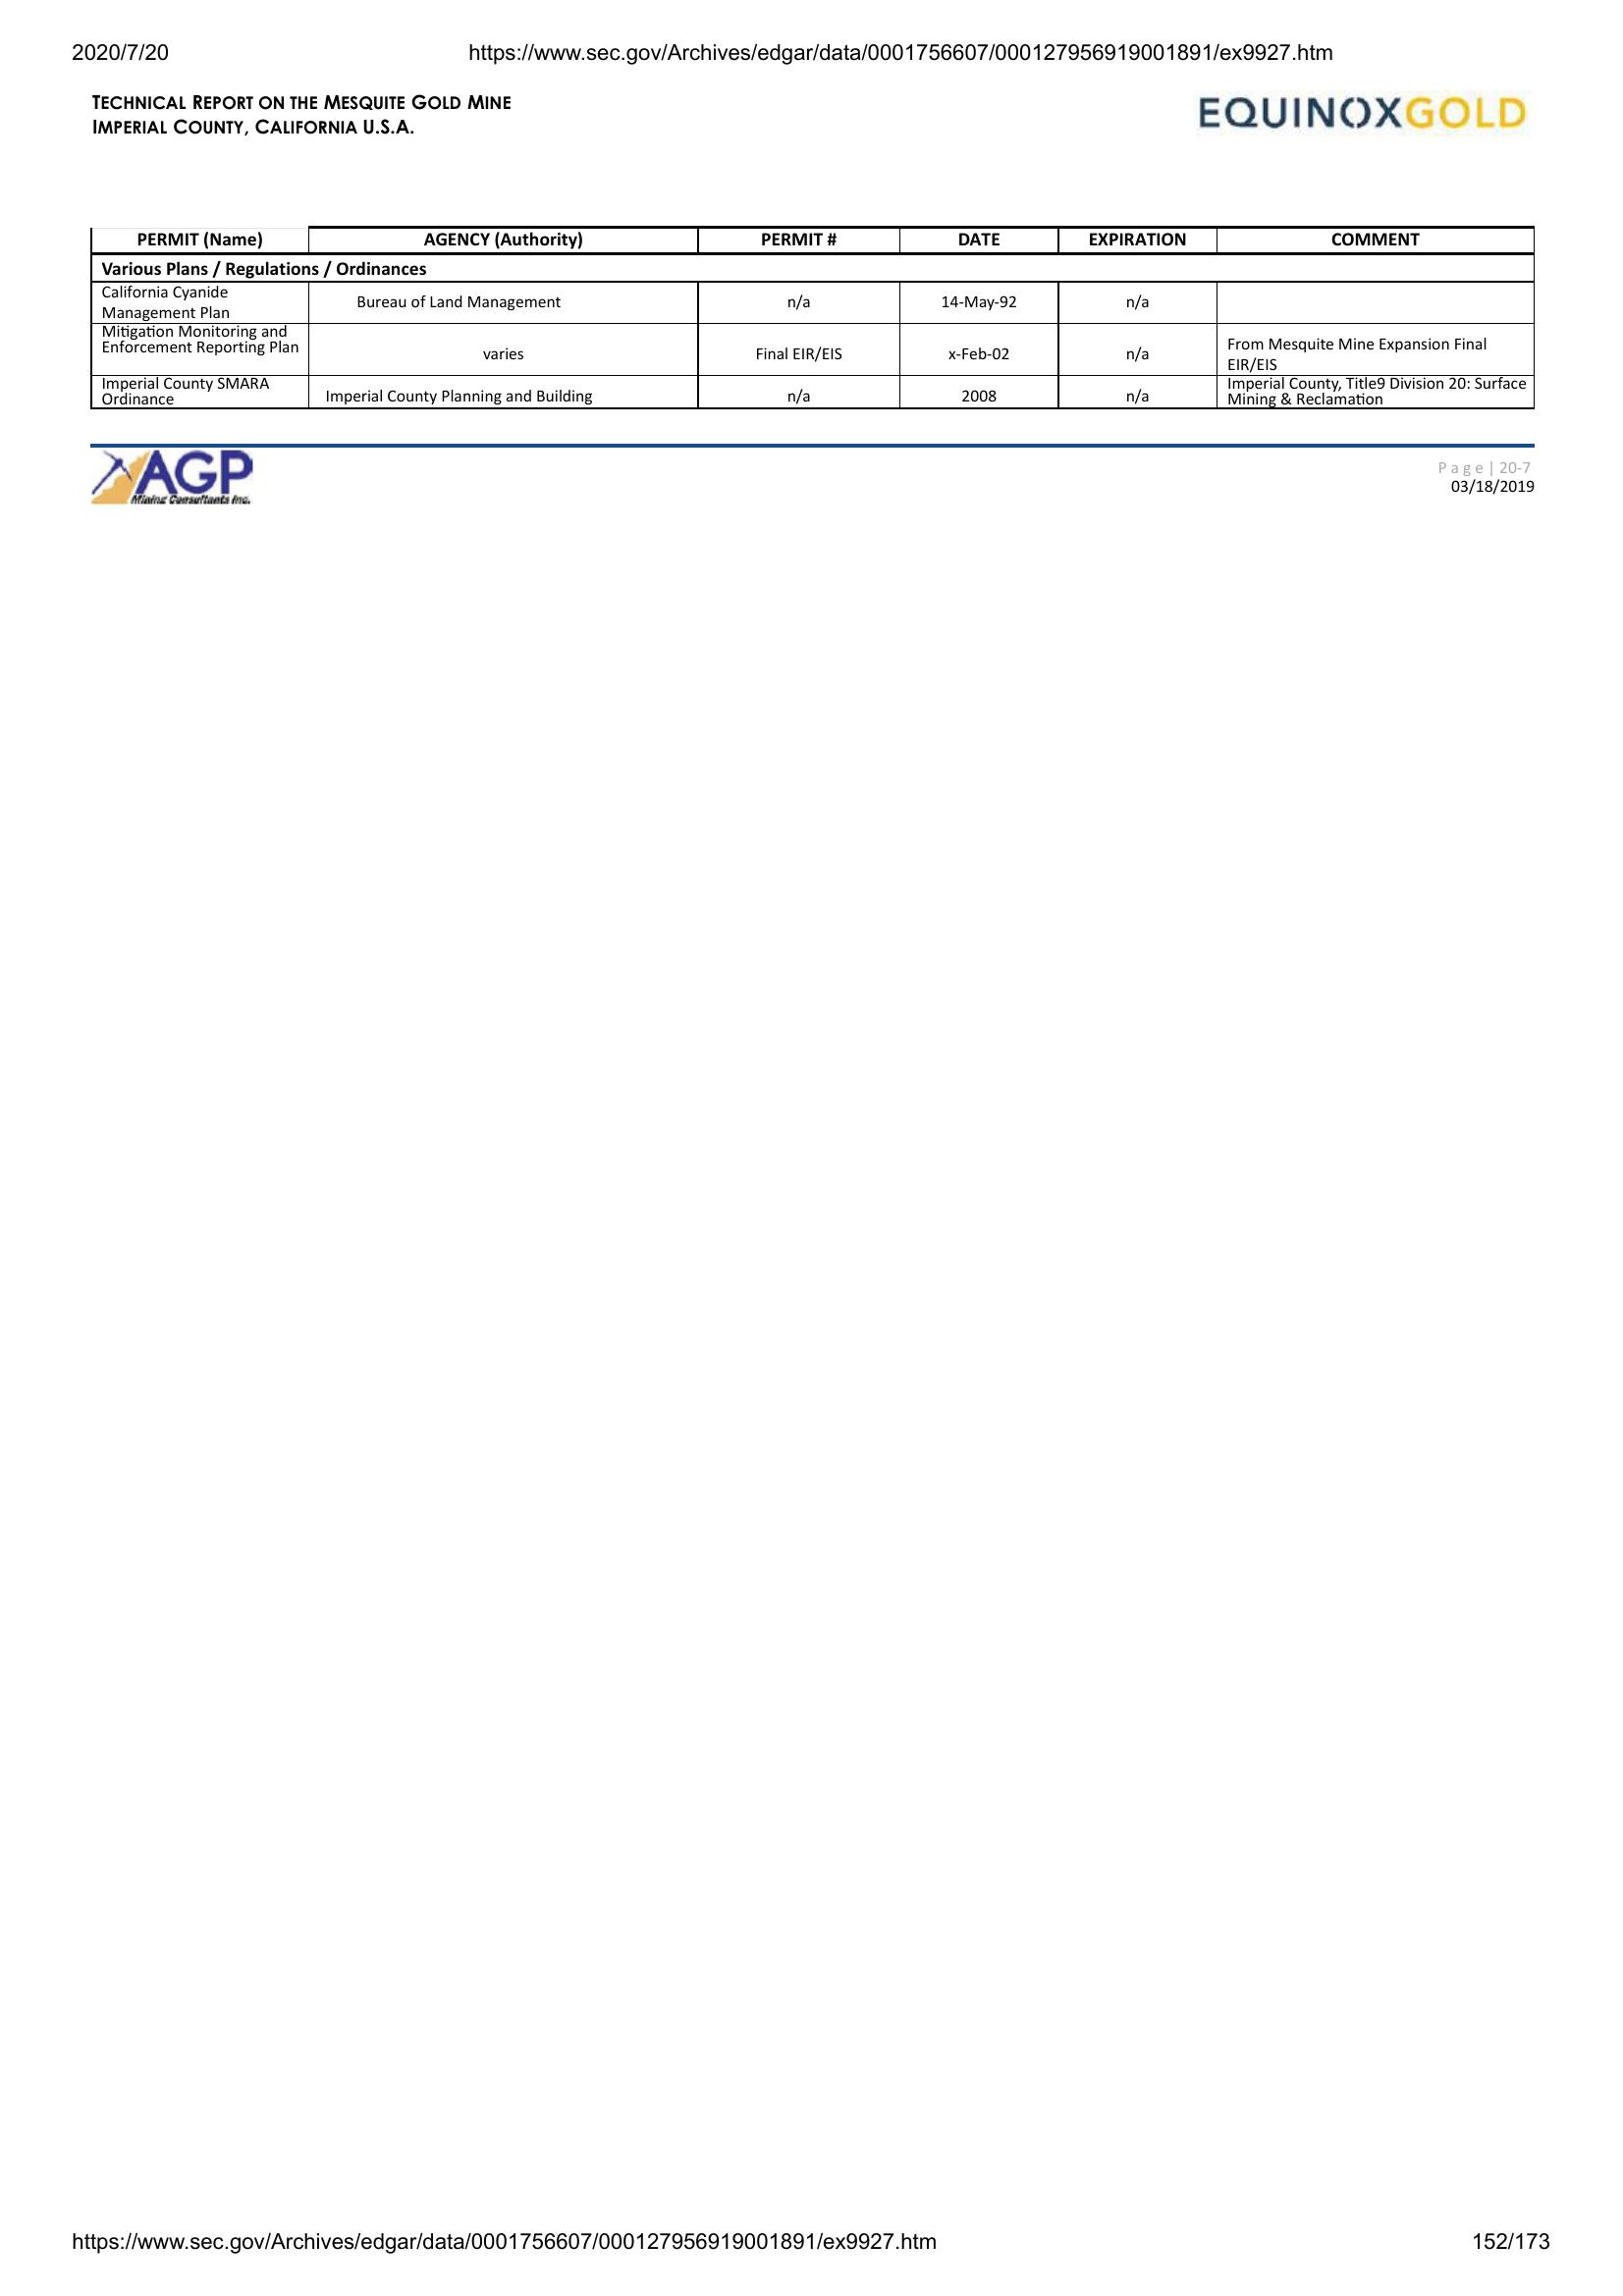 2020/7/20 https://www.sec.gov/Archives/edgar/data/0001756607/000127956919001891/ex9927.htm
TECHNICAL REPORT ON THE MESQUITE GOLD MINE
IMPERIAL COUNTY, CALIFORNIA U.S.A.
EQUINOXGOLD
PERMIT (Name) AGENCY (Authority) PERMIT # DATE EXPIRATION COMMENT
Various Plans / Regulations / Ordinances
California Cyanide
Management Plan
Bureau of Land Management n/a 14-May-92 n/a
Mitigation Monitoring and
Enforcement Reporting Plan
varies Final EIR/EIS x-Feb-02 n/a
From Mesquite Mine Expansion Final
EIR/EIS
Imperial County SMARA
Ordinance
Imperial County Planning and Building n/a 2008 n/a
Imperial County, Title9 Division 20: Surface
Mining & Reclamation
AGP
Mining Consultants Inc.
Page | 20-7
03/18/2019
https://www.sec.gov/Archives/edgar/data/0001756607/000127956919001891/ex9927.htm 152/173